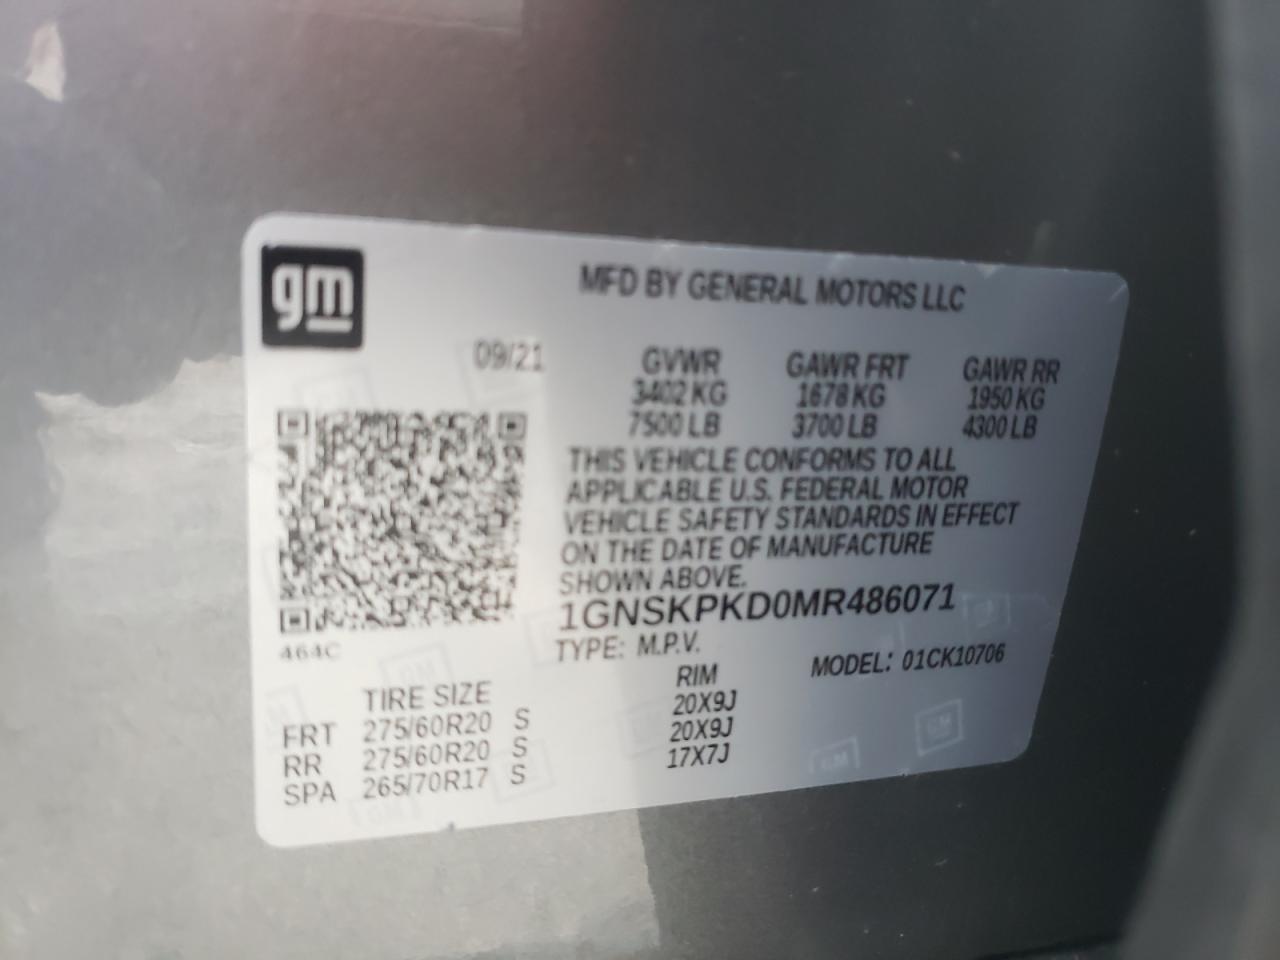 gm
MFD BY GENERAL MOTORS LLC
09/21 GVWR GAWR FRT GAWR RR
3402 KG 1678 KG 1950 KG
7500 LB 3700 LB 4300 LB
THIS VEHICLE CONFORMS TO ALL
APPLICABLE U.S. FEDERAL MOTOR
VEHICLE SAFETY STANDARDS IN EFFECT
ON THE DATE OF MANUFACTURE
SHOWN ABOVE.
1GNSKPKD0MR486071
464C
TYPE: M.P.V. MODEL: 01CK10706
TIRE SIZE RIM
FRT 275/60R20 S 20X9J
RR 275/60R20 S 20X9J
SPA 265/70R17 S 17X7J
GM
GM
GM